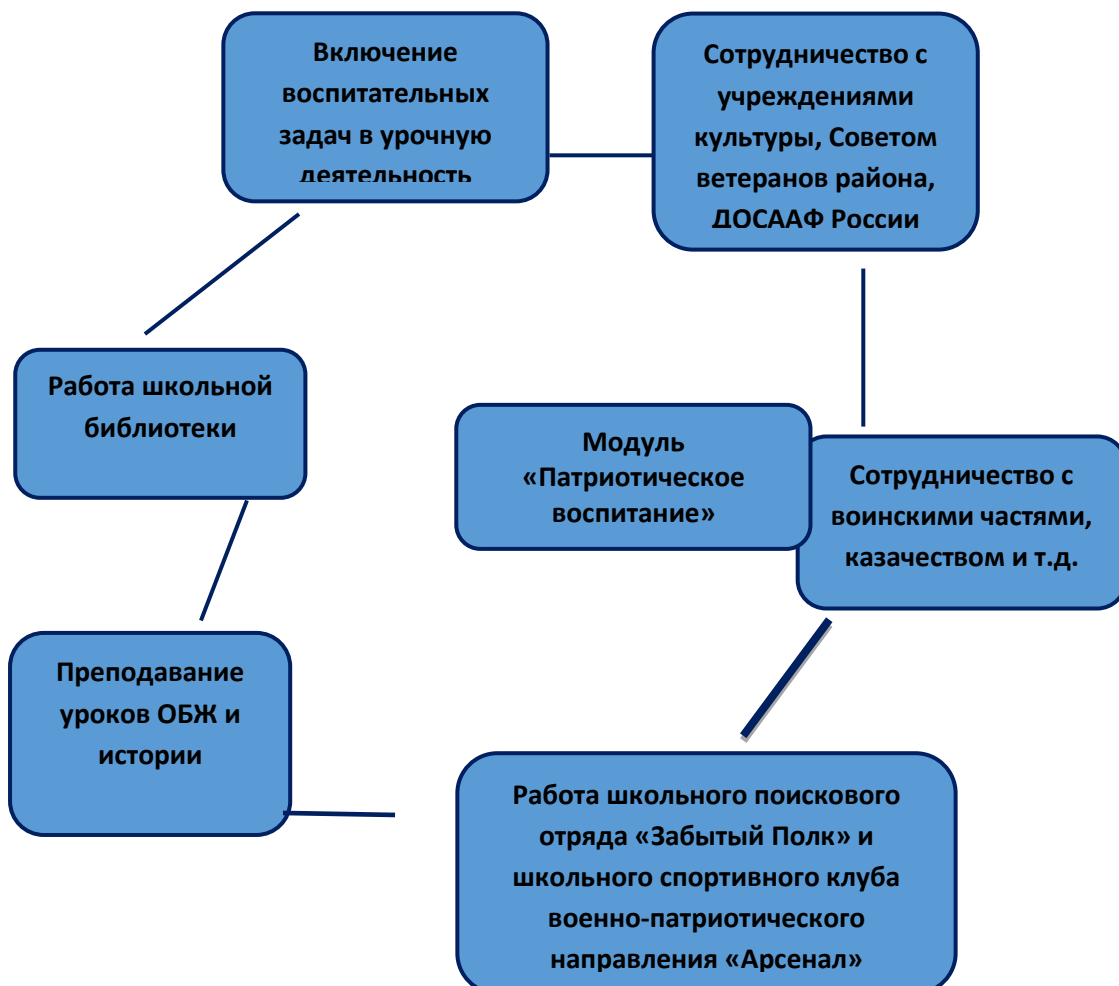 Включение
воспитательных
задач в урочную
деятельность
Сотрудничество с
учреждениями
культуры, Советом
ветеранов района,
ДОСААФ России
Работа школьной
библиотеки
Модуль
«Патриотическое
воспитание»
Сотрудничество с
воинскими частями,
казачеством и т.д.
Преподавание
уроков ОБЖ и
истории
Работа школьного поискового
отряда «Забытый Полк» и
школьного спортивного клуба
военно-патриотического
направления «Арсенал»